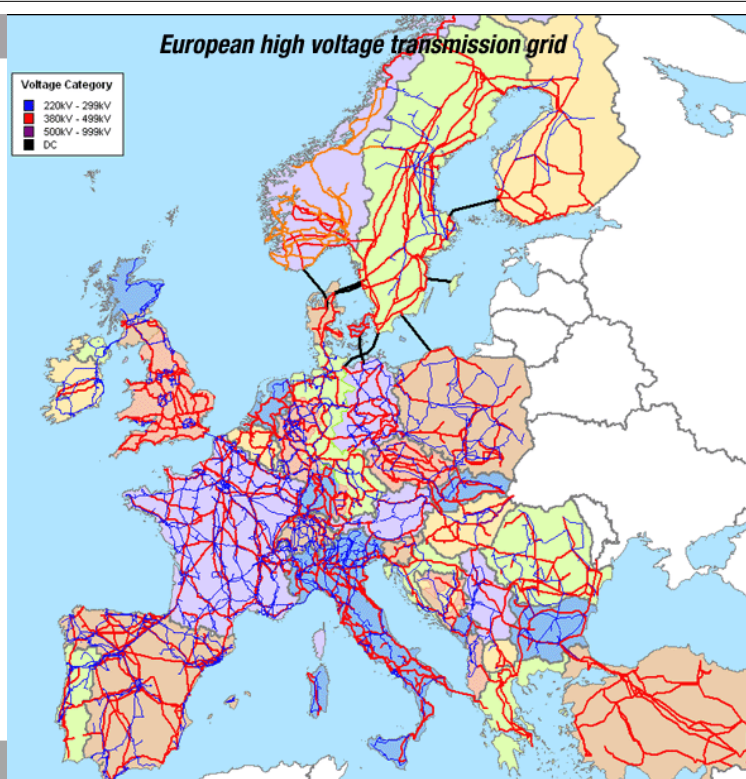 European high voltage transmission grid
Voltage Category
220kV - 299kV
380kV - 499kV
500kV - 999kV
DC